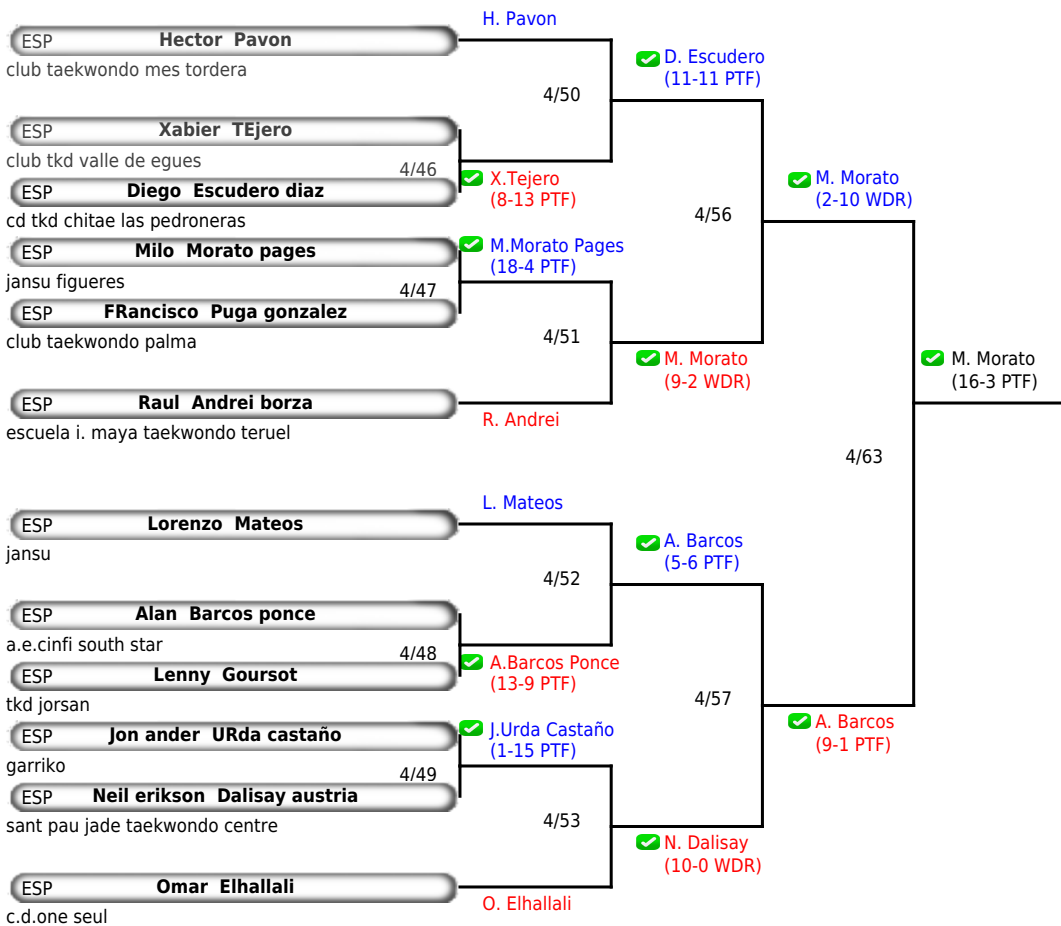 H. Pavon
ESP Hector Pavon
club taekwondo mes tordera
D. Escudero
(11-11 PTF)
4/50
ESP Xabier TEjero
club tkd valle de egues
4/46
X.Tejero
(8-13 PTF)
ESP Diego Escudero diaz
cd tkd chitae las pedroneras
M. Morato
(2-10 WDR)
4/56
ESP Milo Morato pages
M.Morato Pages
(18-4 PTF)
jansu figueres
4/47
ESP FRancisco Puga gonzalez
club taekwondo palma
4/51
M. Morato
(9-2 WDR)
M. Morato
(16-3 PTF)
ESP Raul Andrei borza
R. Andrei
escuela i. maya taekwondo teruel
4/63
L. Mateos
ESP Lorenzo Mateos
jansu
A. Barcos
(5-6 PTF)
4/52
ESP Alan Barcos ponce
a.e.cinfi south star
4/48
A.Barcos Ponce
(13-9 PTF)
ESP Lenny Goursot
tkd jorsan
4/57
ESP Jon ander URda castaño
J.Urda Castaño
(1-15 PTF)
A. Barcos
(9-1 PTF)
garriko
4/49
ESP Neil erikson Dalisay austria
sant pau jade taekwondo centre
4/53
N. Dalisay
(10-0 WDR)
ESP Omar Elhallali
O. Elhallali
c.d.one seul